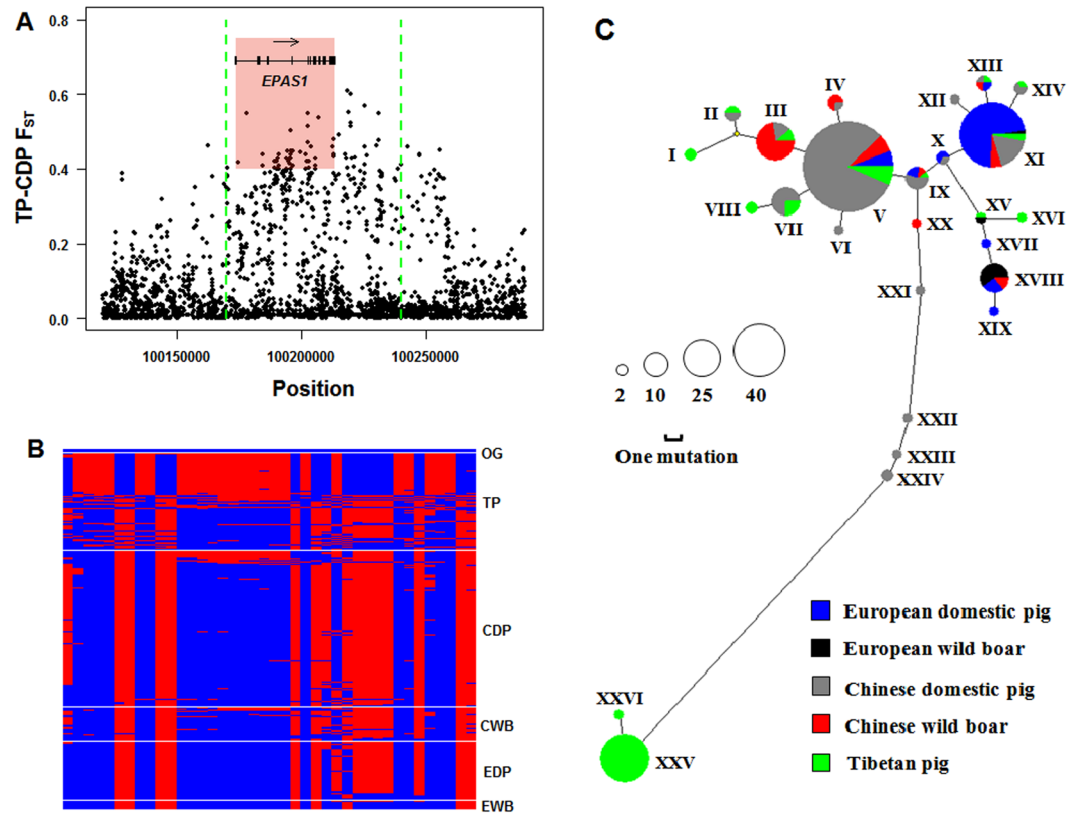 A
TP-CDP FST
0.8
0.6
0.4
0.2
0.0
EPAS1
100150000
100200000
100250000
Position
B
OG
TP
CDP
CWB
EDP
EWB
C
I
II
III
IV
V
VI
VII
VIII
IX
X
XI
XII
XIII
XIV
XV
XVI
XVII
XVIII
XIX
XX
XXI
XXII
XXIII
XXIV
XXV
XXVI
2 10 25 40
One mutation
European domestic pig
European wild boar
Chinese domestic pig
Chinese wild boar
Tibetan pig